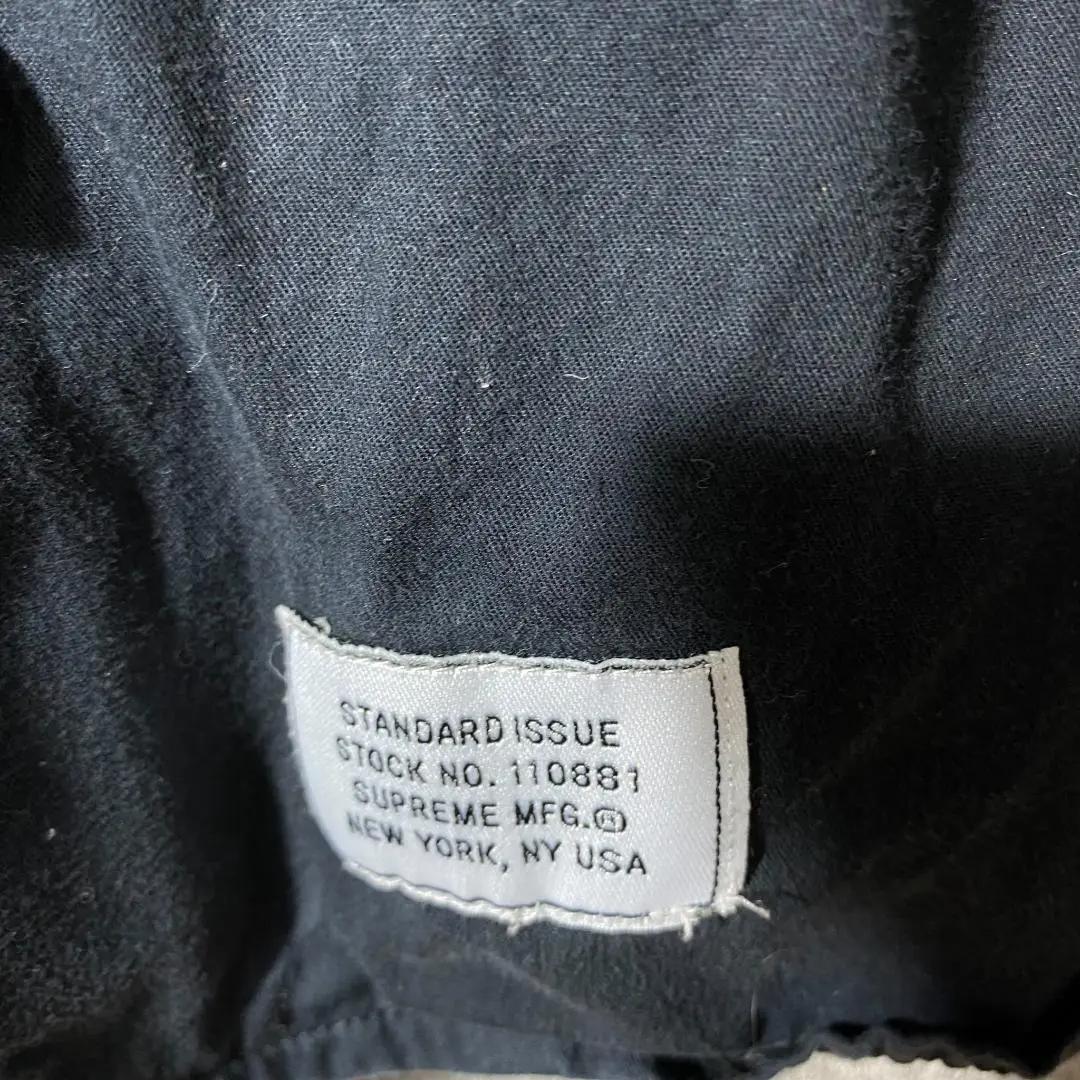 STANDARD ISSUE
STOCK NO. 110881
SUPREME MFG.®
NEW YORK, NY USA